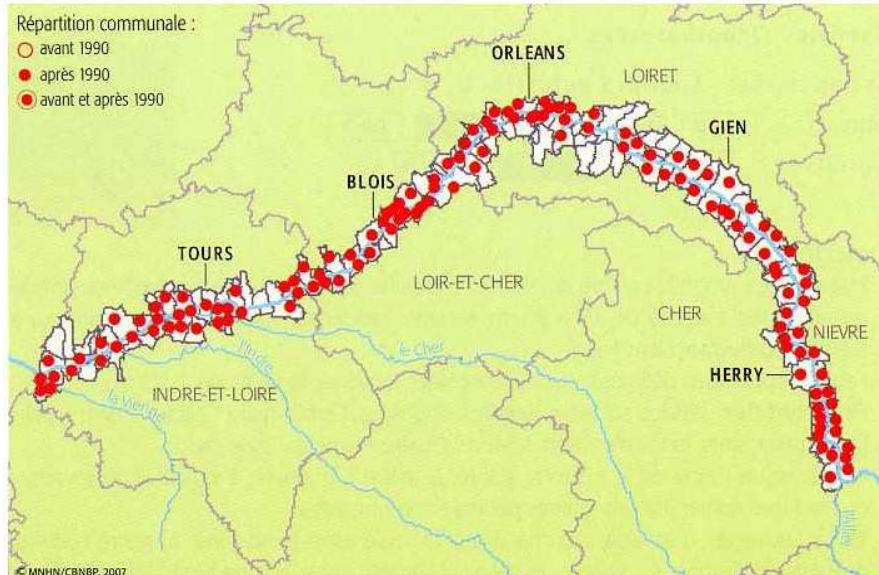 Répartition communale :
avant 1990
après 1990
avant et après 1990
ORLEANS
LOIRET
GIEN
BLOIS
TOURS
LOIR-ET-CHER
CHER
NIEVRE
le Cher
l'Indre
HERRY
INDRE-ET-LOIRE
la Vienne
l'Allier
© MNHN/CBNBP, 2007